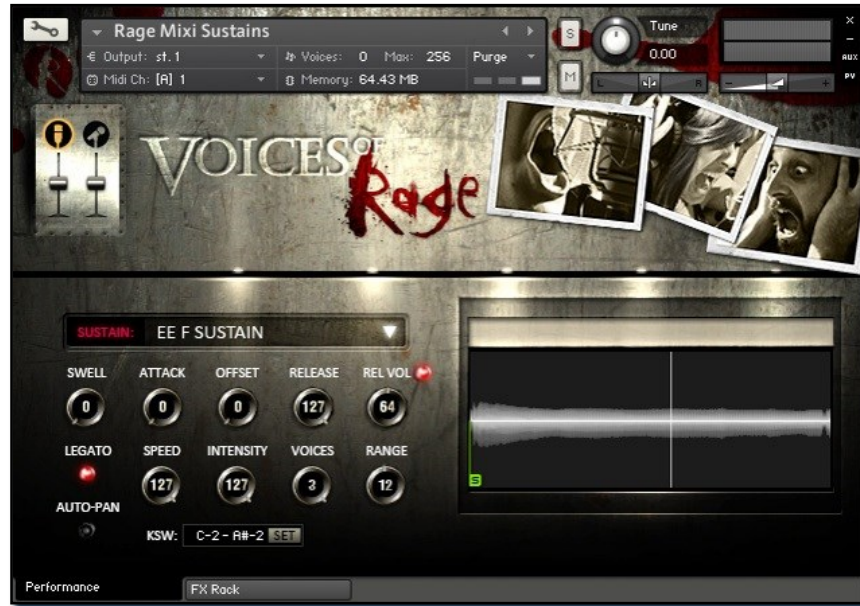 Rage Mixi Sustains
S
Tune
0.00
Output: st.1
Voices: 0 Max: 256
Purge
AUX
Midi Ch: [A] 1
Memory: 64.43 MB
M
L
R
PV
VOICES OF
Rage
SUSTAIN: EE F SUSTAIN
SWELL ATTACK OFFSET RELEASE REL VOL
0 0 0 127 64
LEGATO SPEED INTENSITY VOICES RANGE
127 127 3 12
S
AUTO-PAN
KSW: C-2 - A#-2 SET
Performance
FX Rack